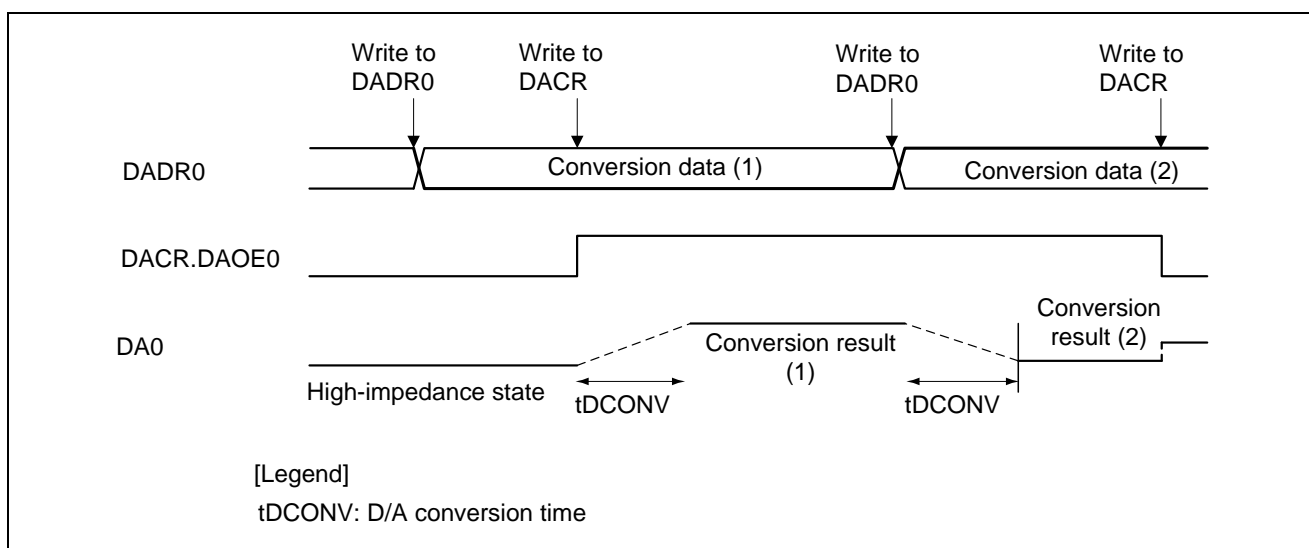 Write to
DADR0
Write to
DACR
Write to
DADR0
Write to
DACR
DADR0
Conversion data (1)
Conversion data (2)
DACR.DAOE0
DA0
High-impedance state
tDCONV
Conversion result
(1)
tDCONV
Conversion
result (2)
[Legend]
tDCONV: D/A conversion time